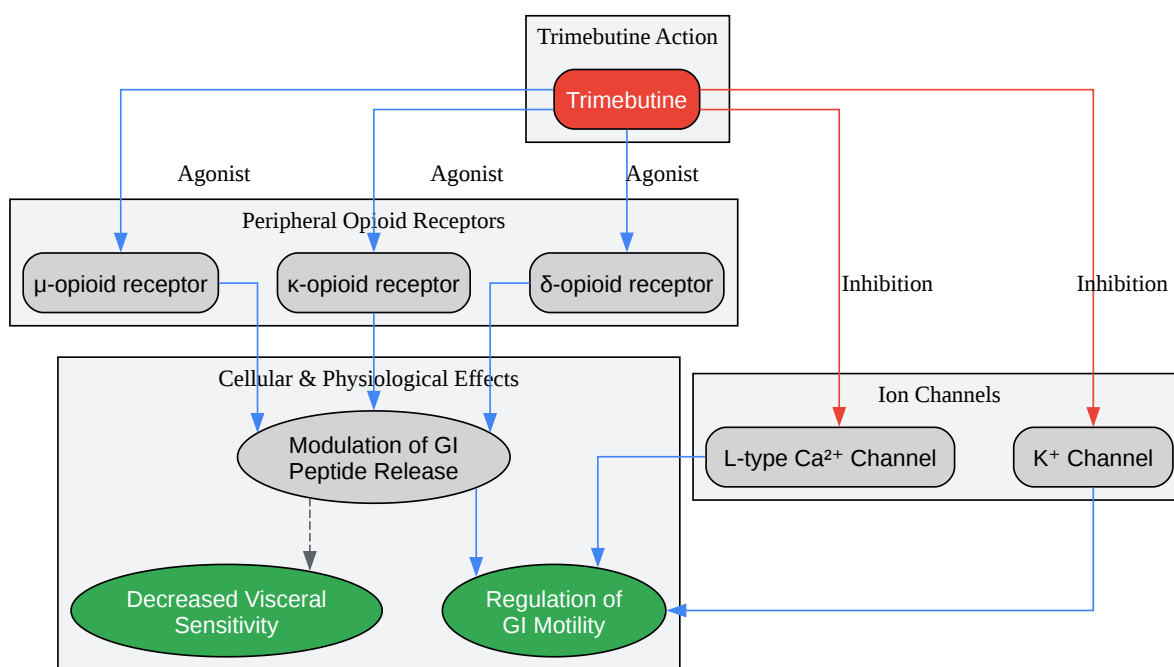 Trimebutine Action
Trimebutine
Agonist
Agonist
Agonist
Peripheral Opioid Receptors
μ-opioid receptor
κ-opioid receptor
δ-opioid receptor
Inhibition
Inhibition
Cellular & Physiological Effects
Ion Channels
Modulation of GI
Peptide Release
L-type Ca²⁺ Channel
K⁺ Channel
Decreased Visceral
Sensitivity
Regulation of
GI Motility